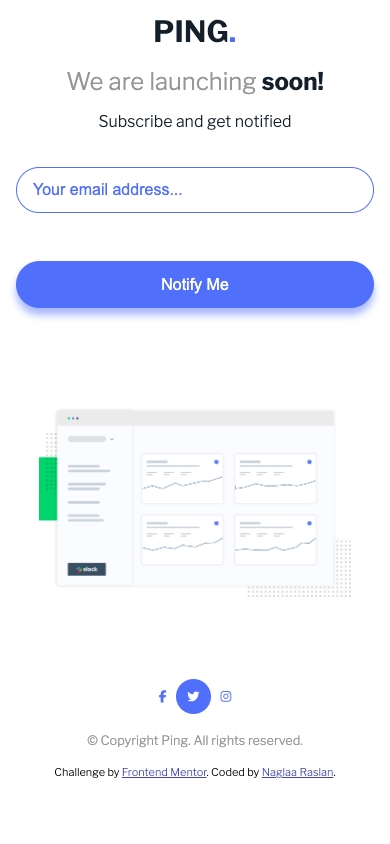 PING.
We are launching soon!
Subscribe and get notified
Your email address...
Notify Me
slack
© Copyright Ping. All rights reserved.
Challenge by Frontend Mentor. Coded by Naglaa Raslan.